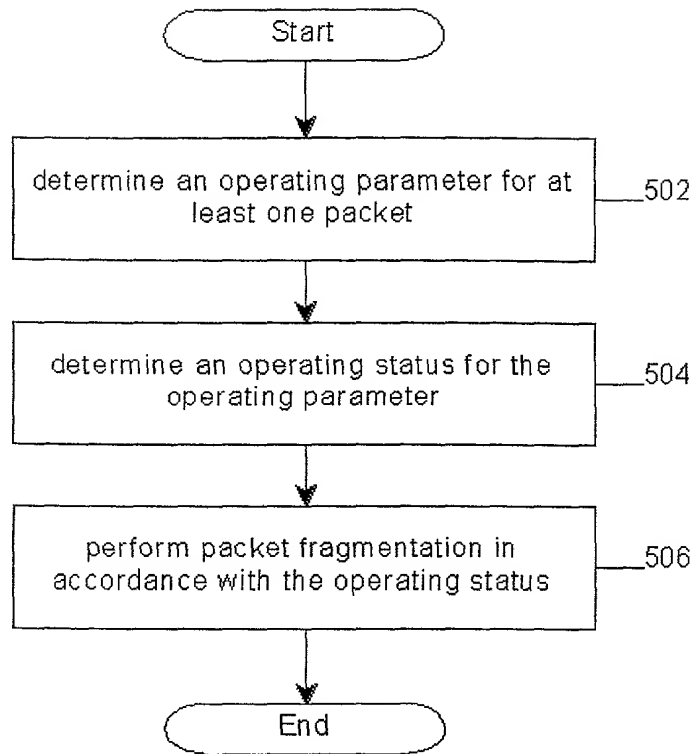 Start
determine an operating parameter for at
least one packet
502
determine an operating status for the
operating parameter
504
perform packet fragmentation in
accordance with the operating status
506
End